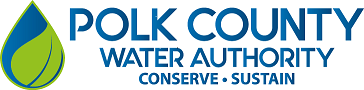 POLK COUNTY
WATER AUTHORITY
CONSERVE • SUSTAIN